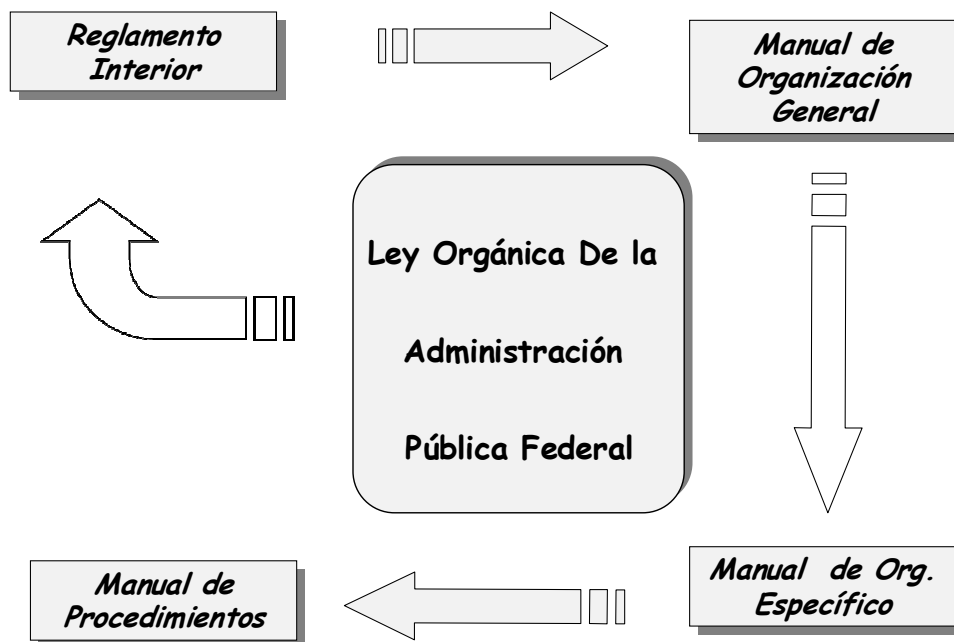 Reglamento
Interior
Manual de
Organización
General
Ley Orgánica De la
Administración
Pública Federal
Manual de
Procedimientos
Manual de Org.
Específico